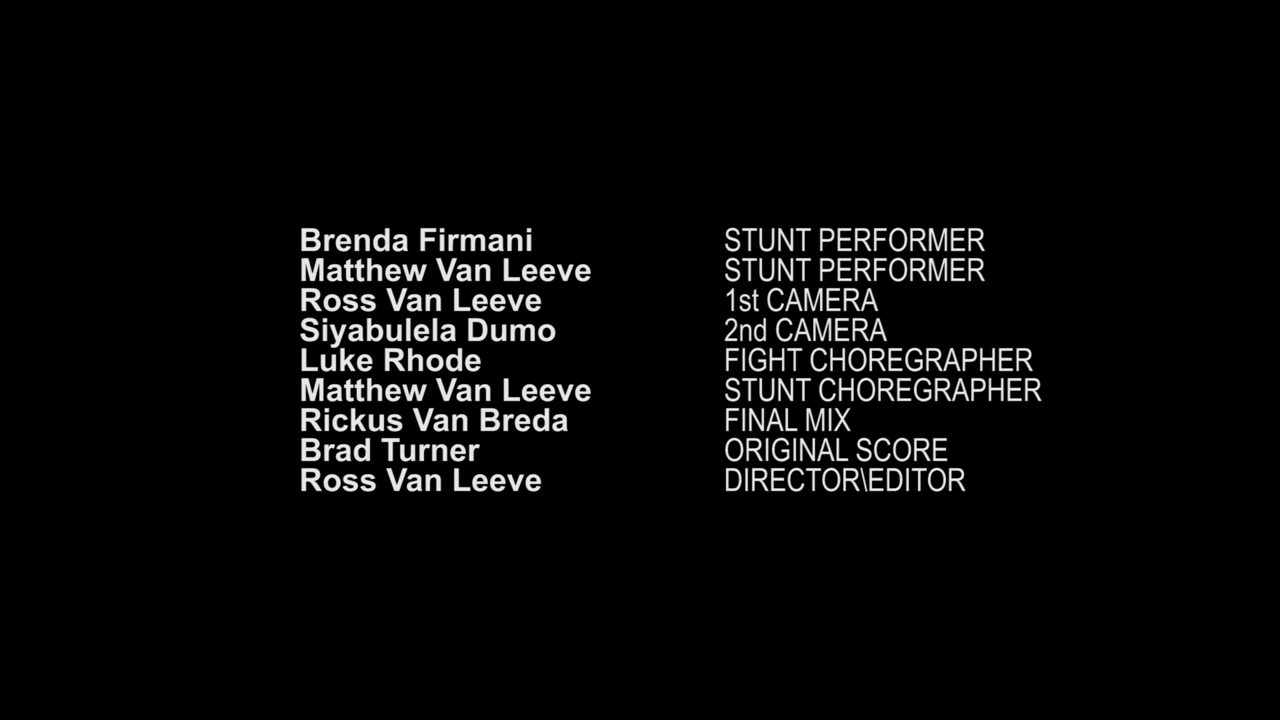 Brenda Firmani STUNT PERFORMER
Matthew Van Leeve STUNT PERFORMER
Ross Van Leeve 1st CAMERA
Siyabulela Dumo 2nd CAMERA
Luke Rhode FIGHT CHOREGRAPHER
Matthew Van Leeve STUNT CHOREGRAPHER
Rickus Van Breda FINAL MIX
Brad Turner ORIGINAL SCORE
Ross Van Leeve DIRECTOR\EDITOR